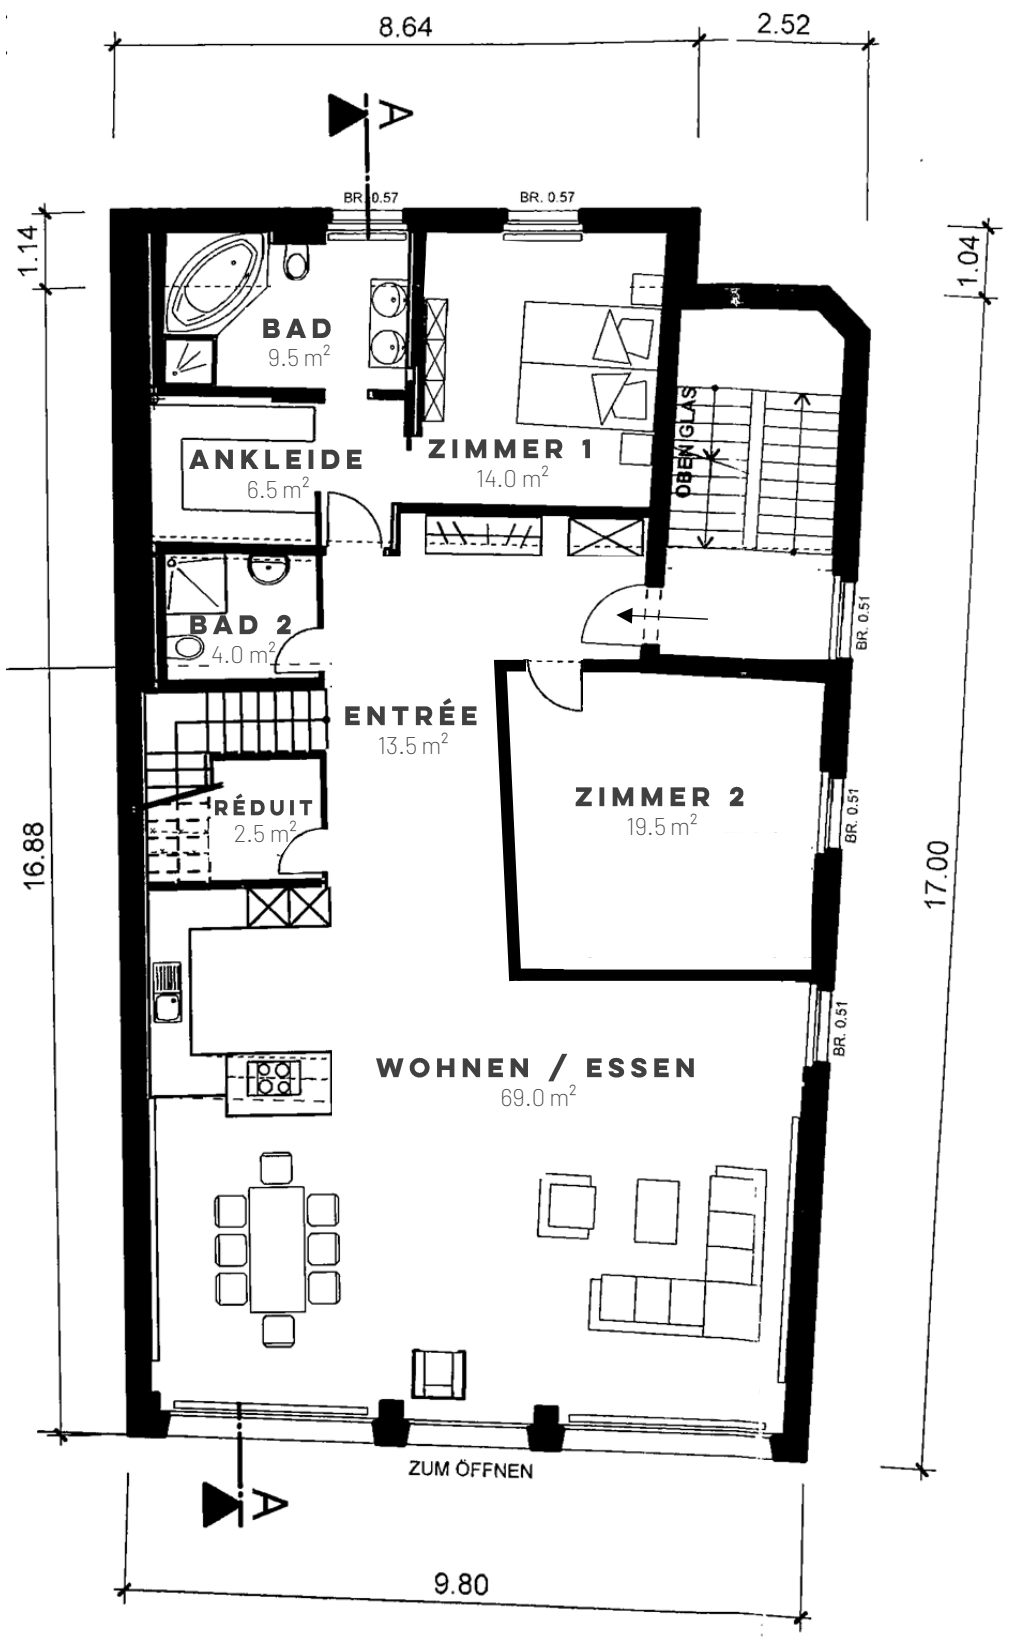 8.64
2.52
A
BR. 0.57
BR. 0.57
1.14
1.04
BAD
9.5 m²
OBEN GLAS
ZIMMER 1
14.0 m²
ANKLEIDE
6.5 m²
BAD 2
4.0 m²
BR. 0.51
ENTRÉE
13.5 m²
ZIMMER 2
19.5 m²
BR. 0.51
RÉDUIT
2.5 m²
16.88
17.00
BR. 0.51
WOHNEN / ESSEN
69.0 m²
ZUM ÖFFNEN
A
9.80